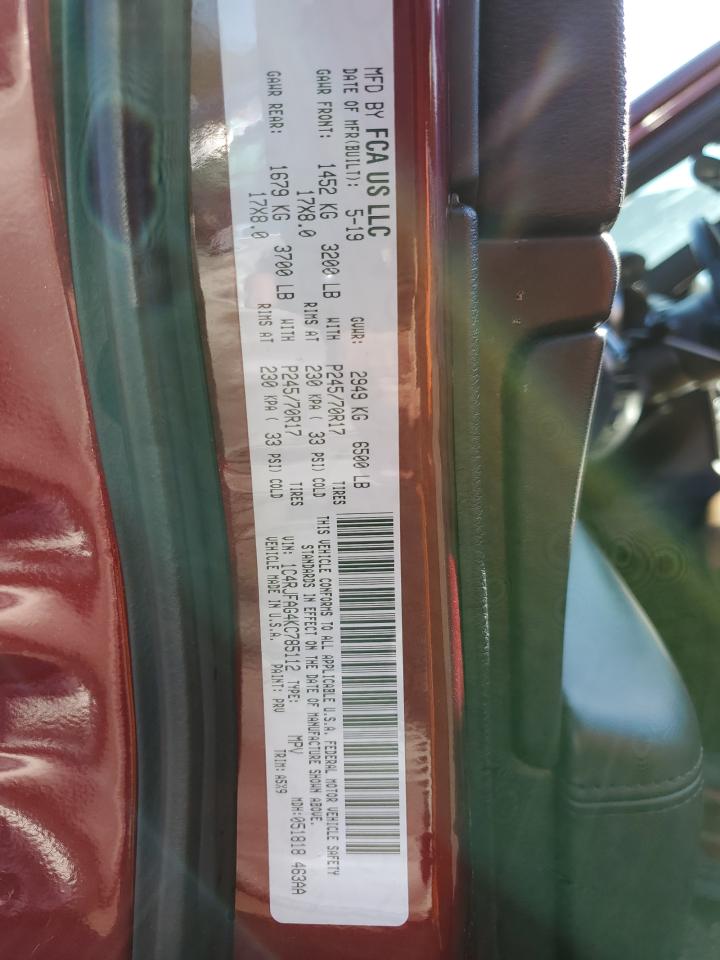 MFD BY FCA US LLC
DATE OF MFR(BUILT): 5-19 GVWR: 2949 KG 6500 LB
GAWR FRONT: 1452 KG 3200 LB WITH P245/70R17 TIRES
17X8.0 RIMS AT 230 KPA ( 33 PSI) COLD
GAWR REAR: 1679 KG 3700 LB WITH P245/70R17 TIRES
17X8.0 RIMS AT 230 KPA ( 33 PSI) COLD
THIS VEHICLE CONFORMS TO ALL APPLICABLE U.S.A. FEDERAL MOTOR VEHICLE SAFETY
STANDARDS IN EFFECT ON THE DATE OF MANUFACTURE SHOWN ABOVE.
VIN: 1C4RJFAG4KC785112 TYPE: MPV MDH:051818 463AA
VEHICLE MADE IN U.S.A. PAINT: PRV TRIM: A5X9